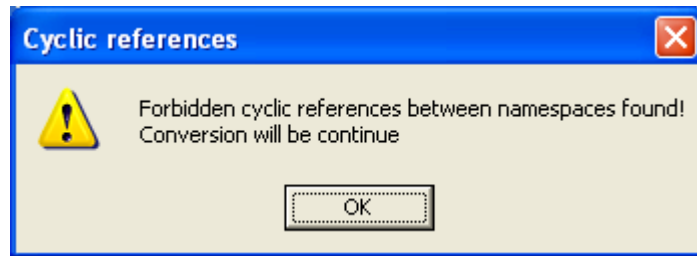 Cyclic references
Forbidden cyclic references between namespaces found!
Conversion will be continue
OK